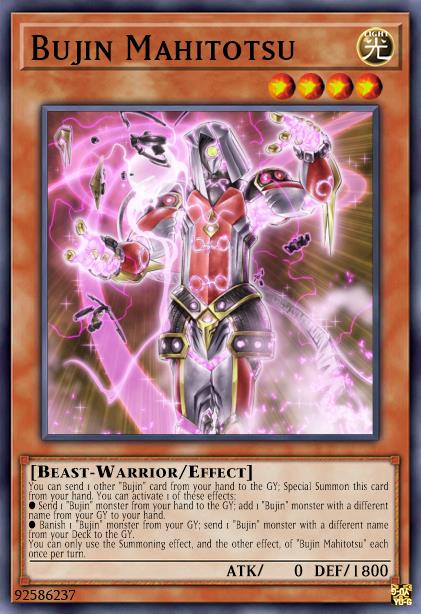 Bujin Mahitotsu
LIGHT
光
[Beast-Warrior/Effect]
You can send 1 other "Bujin" card from your hand to the GY; Special Summon this card
from your hand. You can activate 1 of these effects;
● Send 1 "Bujin" monster from your hand to the GY; add 1 "Bujin" monster with a different
name from your GY to your hand.
● Banish 1 "Bujin" monster from your GY; send 1 "Bujin" monster with a different name
from your Deck to the GY.
You can only use the Summoning effect, and the other effect, of "Bujin Mahitotsu" each
once per turn.
ATK/ 0 DEF/1800
92586237